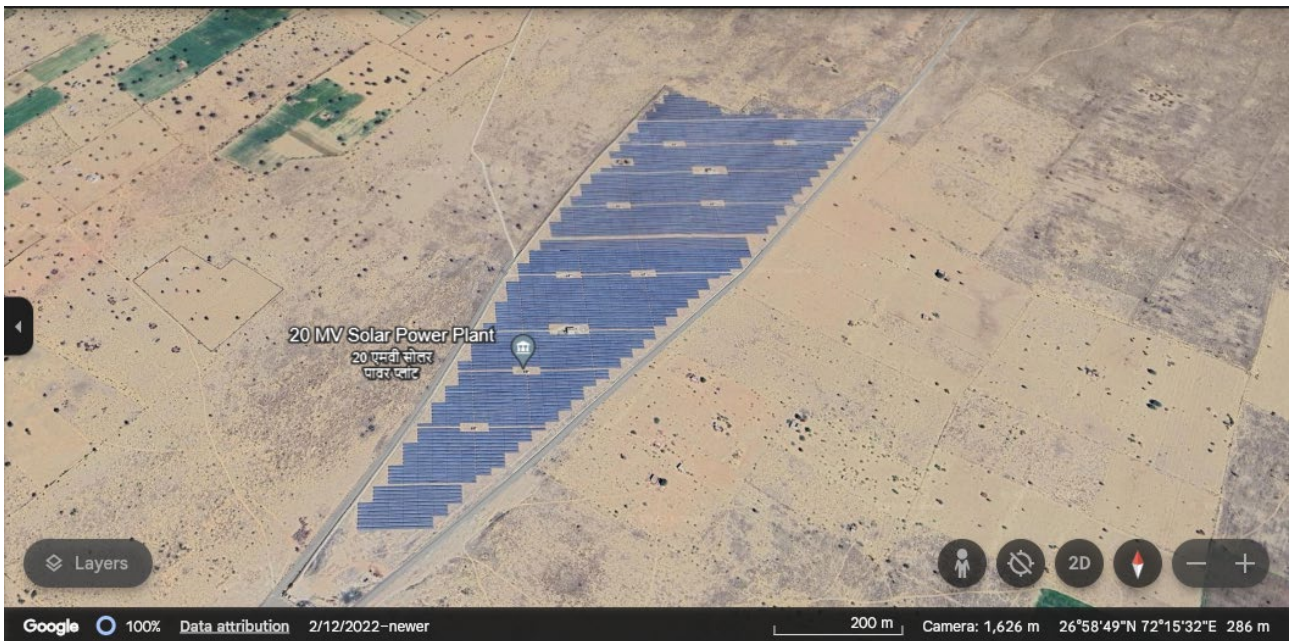 20 MV Solar Power Plant
20 एमवी सोलर
पावर प्लांट
Layers
2D
Google 100% Data attribution 2/12/2022–newer 200 m Camera: 1,626 m 26°58'49"N 72°15'32"E 286 m